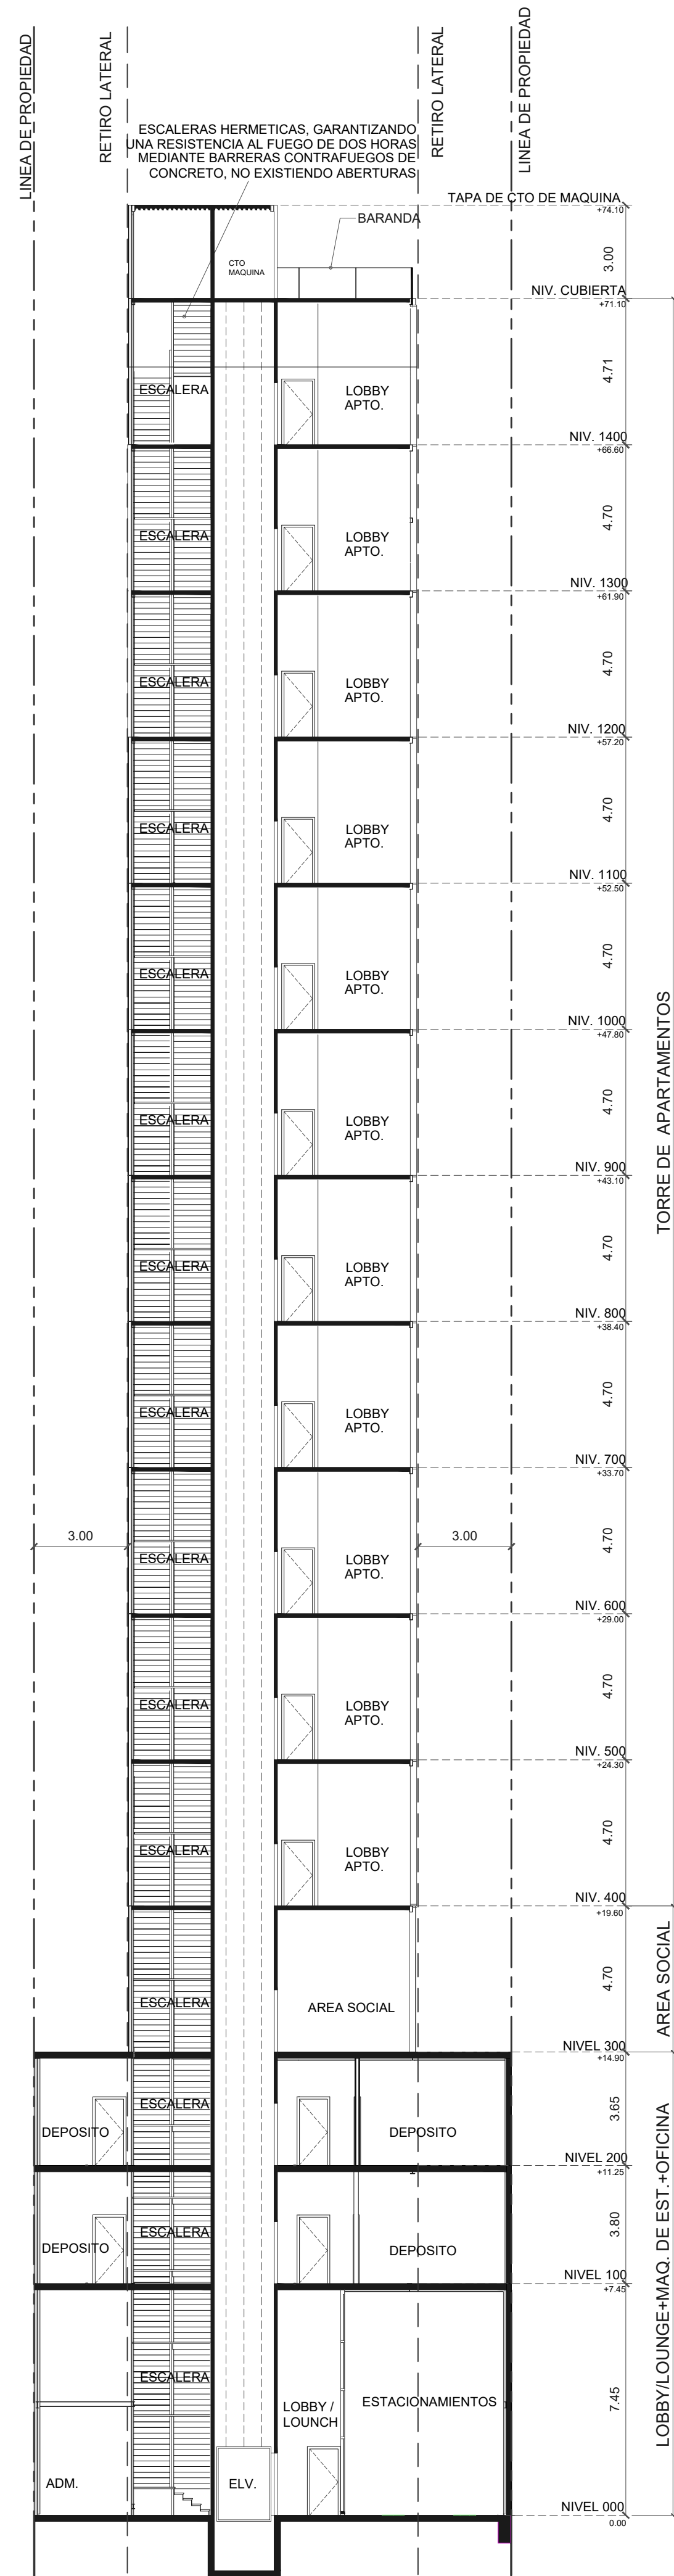 LINEA DE PROPIEDAD
RETIRO LATERAL
RETIRO LATERAL
LINEA DE PROPIEDAD
ESCALERAS HERMETICAS, GARANTIZANDO
UNA RESISTENCIA AL FUEGO DE DOS HORAS
MEDIANTE BARRERAS CONTRAFUEGOS DE
CONCRETO, NO EXISTIENDO ABERTURAS
TAPA DE CTO DE MAQUINA.
+74.10
BARANDA
CTO
MAQUINA
3.00
NIV. CUBIERTA
+71.10
ESCALERA
LOBBY
APTO.
4.71
NIV. 1400
+66.60
ESCALERA
LOBBY
APTO.
4.70
NIV. 1300
+61.90
ESCALERA
LOBBY
APTO.
4.70
NIV. 1200
+57.20
ESCALERA
LOBBY
APTO.
4.70
NIV. 1100
+52.50
ESCALERA
LOBBY
APTO.
4.70
NIV. 1000
+47.80
ESCALERA
LOBBY
APTO.
4.70
NIV. 900
+43.10
ESCALERA
LOBBY
APTO.
4.70
NIV. 800
+38.40
ESCALERA
LOBBY
APTO.
4.70
NIV. 700
+33.70
3.00
3.00
ESCALERA
LOBBY
APTO.
4.70
NIV. 600
+29.00
ESCALERA
LOBBY
APTO.
4.70
NIV. 500
+24.30
ESCALERA
LOBBY
APTO.
4.70
NIV. 400
+19.60
TORRE DE APARTAMENTOS
ESCALERA
AREA SOCIAL
4.70
AREA SOCIAL
NIVEL 300
+14.90
DEPOSITO
ESCALERA
DEPOSITO
3.65
NIVEL 200
+11.25
DEPOSITO
ESCALERA
DEPOSITO
3.80
NIVEL 100
+7.45
ESCALERA
LOBBY /
LOUNCH
ESTACIONAMIENTOS
7.45
ADM.
ELV.
NIVEL 000
0.00
LOBBY/LOUNGE+MAQ. DE EST.+OFICINA